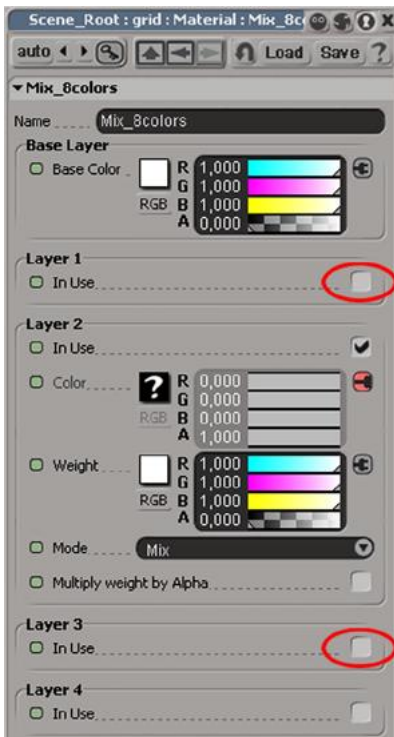 Scene_Root : grid : Material : Mix_8c
auto Load Save ?
Mix_8colors
Name Mix_8colors
Base Layer
Base Color R 1,000
G 1,000
RGB B 1,000
A 0,000
Layer 1
In Use
Layer 2
In Use
Color ? R 0,000
G 0,000
RGB B 0,000
A 1,000
Weight R 1,000
G 1,000
RGB B 1,000
A 0,000
Mode Mix
Multiply weight by Alpha
Layer 3
In Use
Layer 4
In Use